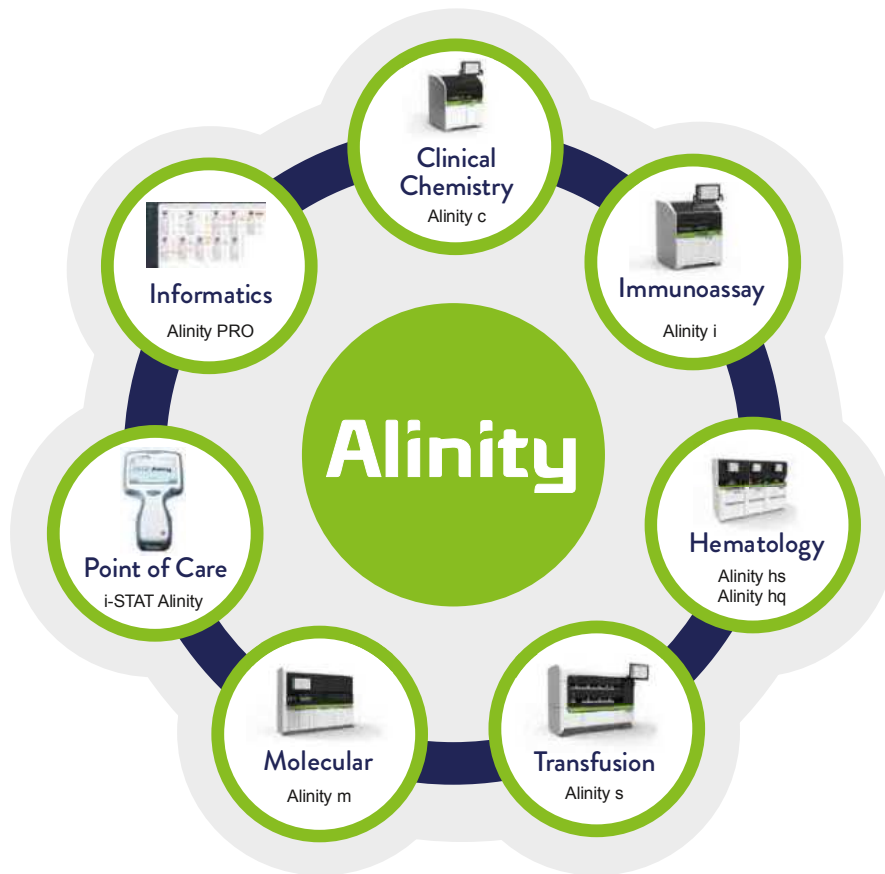 Clinical
Chemistry
Alinity c
Immunoassay
Alinity i
Hematology
Alinity hs
Alinity hq
Transfusion
Alinity s
Molecular
Alinity m
Point of Care
i-STAT Alinity
Informatics
Alinity PRO
Alinity